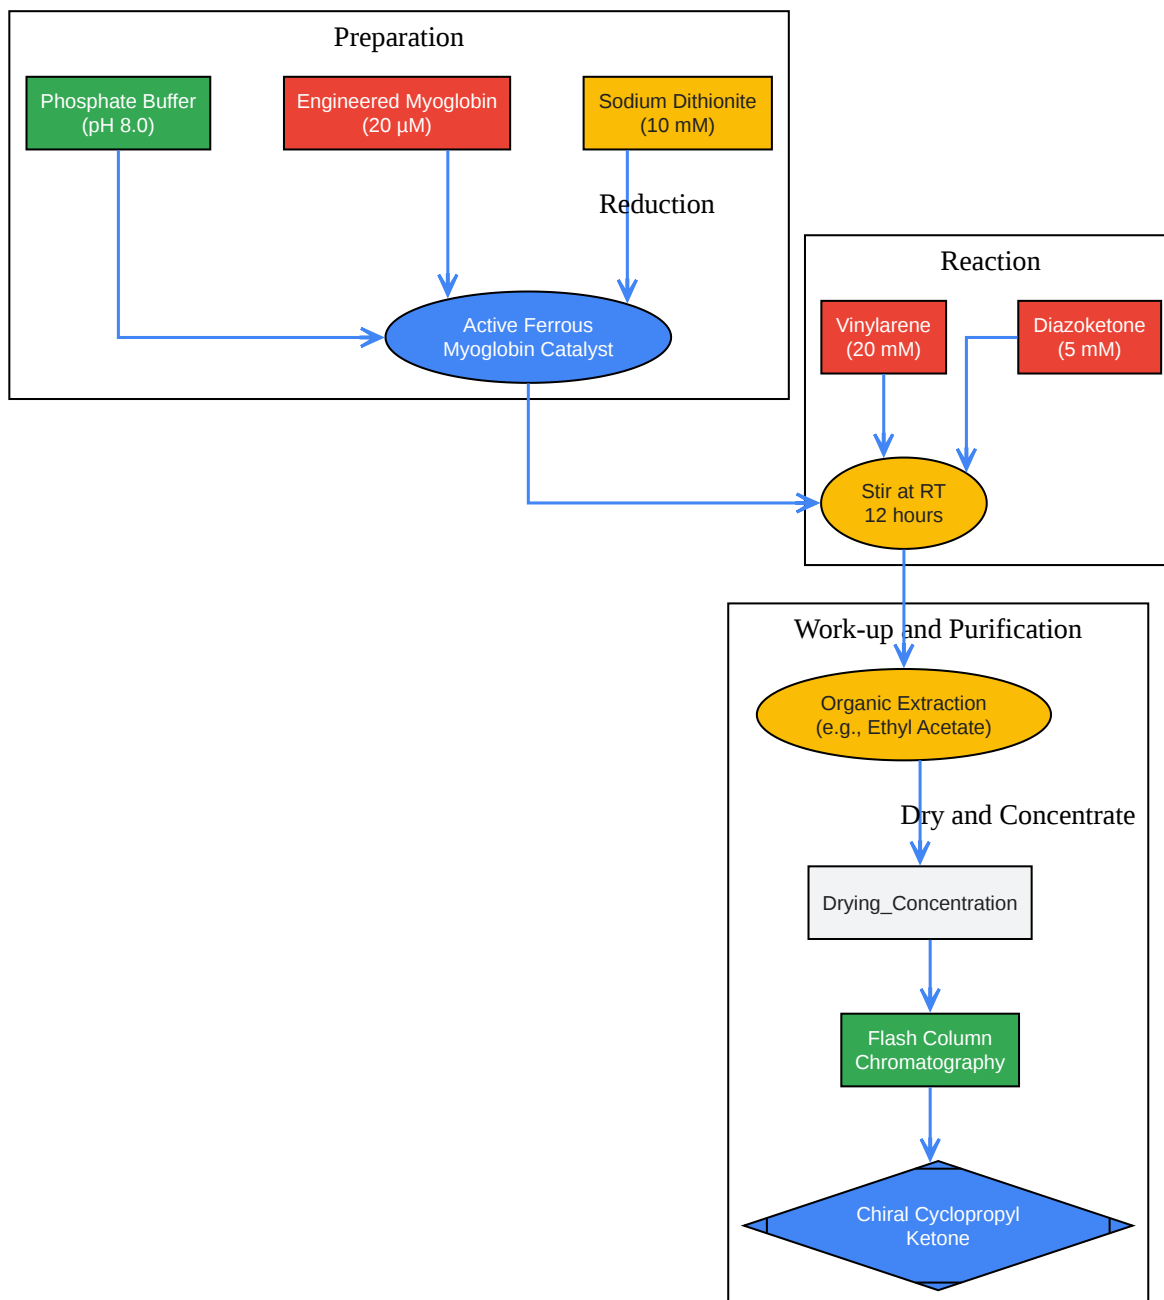 Preparation
Phosphate Buffer
(pH 8.0)
Engineered Myoglobin
(20 µM)
Sodium Dithionite
(10 mM)
Reduction
Active Ferrous
Myoglobin Catalyst
Reaction
Vinylarene
(20 mM)
Diazoketone
(5 mM)
Stir at RT
12 hours
Work-up and Purification
Organic Extraction
(e.g., Ethyl Acetate)
Dry and Concentrate
Drying_Concentration
Flash Column
Chromatography
Chiral Cyclopropyl
Ketone